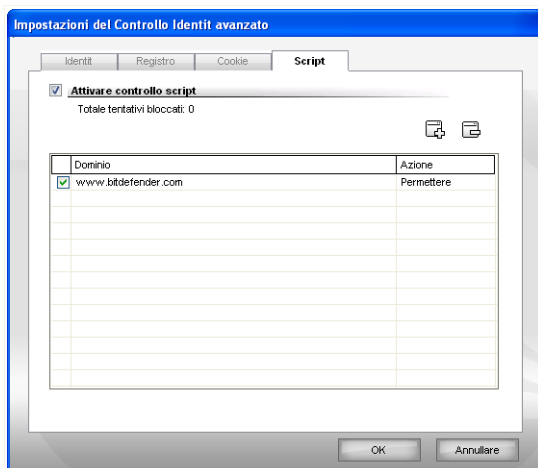 Impostazioni del Controllo Identit avanzato
Identit Registro Cookie Script
Attivare controllo script
Totale tentativi bloccati: 0
Dominio Azione
www.bitdefender.com Permettere
OK Annullare